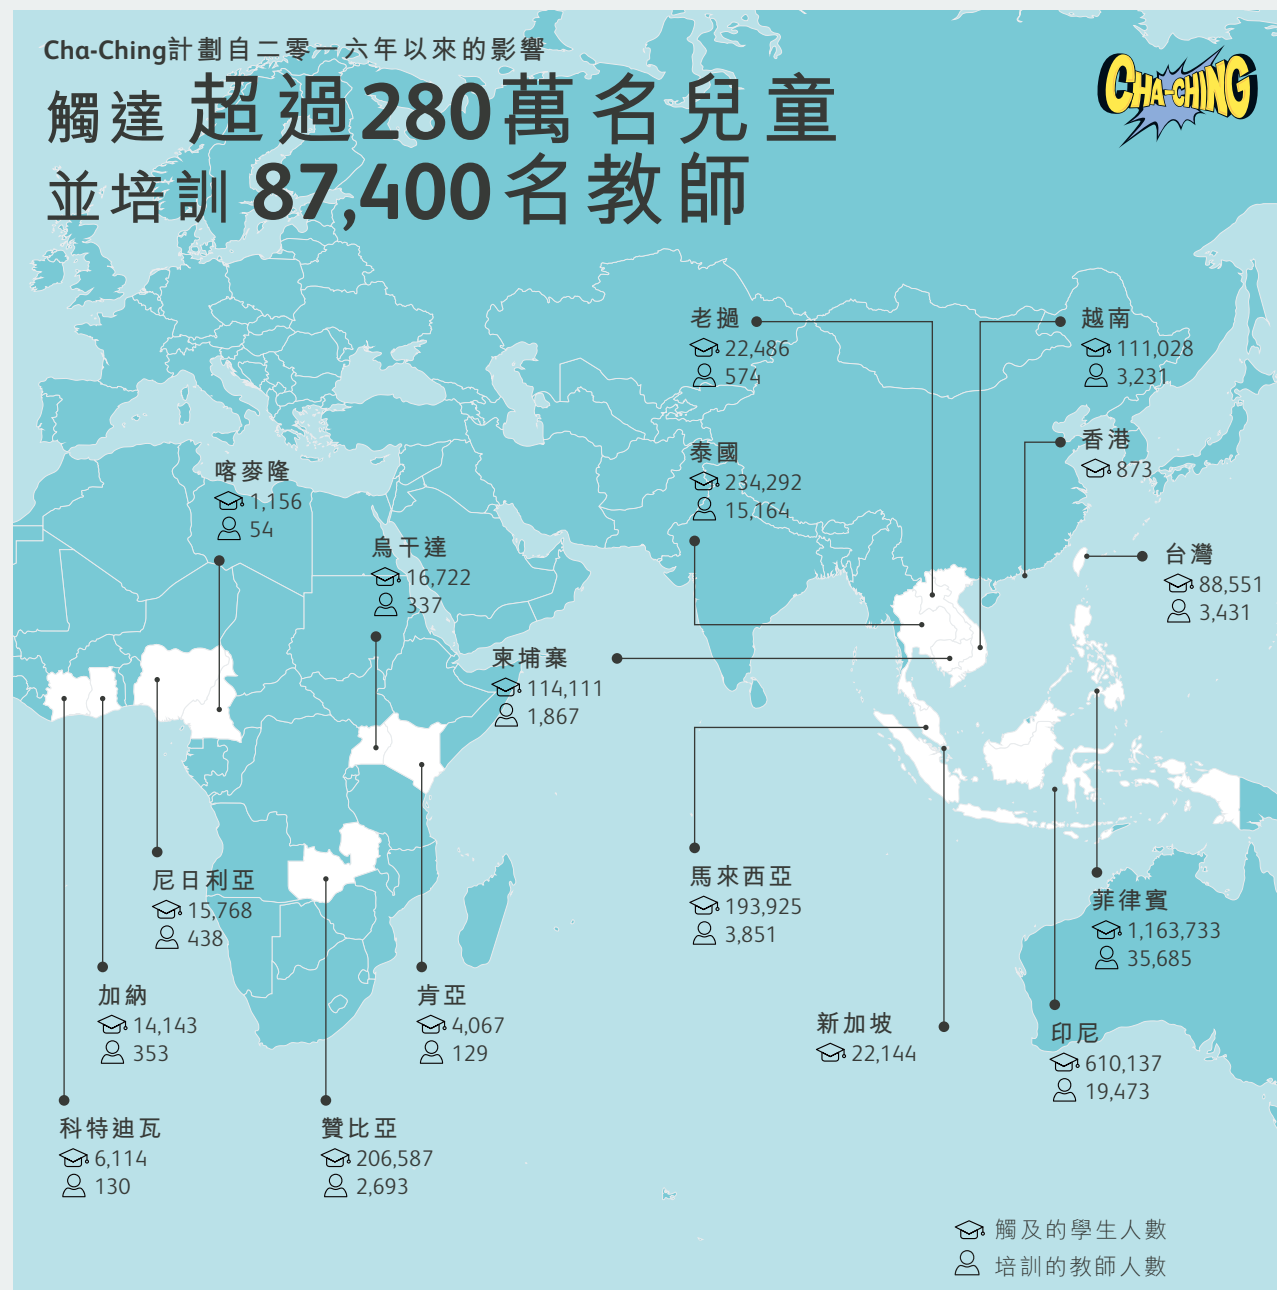 Cha-Ching計劃自二零一六年以來的影響
觸達 超過280萬名兒童
並培訓 87,400名教師
CHA-CHING
老撾
22,486
574
越南
111,028
3,231
泰國
234,292
15,164
香港
873
喀麥隆
1,156
54
烏干達
16,722
337
台灣
88,551
3,431
柬埔寨
114,111
1,867
尼日利亞
15,768
438
馬來西亞
193,925
3,851
菲律賓
1,163,733
35,685
加納
14,143
353
肯亞
4,067
129
新加坡
22,144
印尼
610,137
19,473
科特迪瓦
6,114
130
贊比亞
206,587
2,693
觸及的學生人數
培訓的教師人數